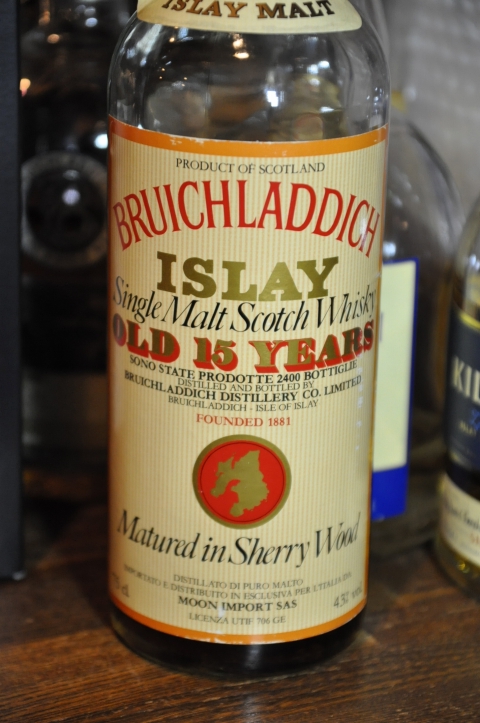 ISLAY MALT
PRODUCT OF SCOTLAND
BRUICHLADDICH
ISLAY
Single Malt Scotch Whisky
OLD 15 YEARS
SONO STATE PRODOTTE 2400 BOTTIGLIE
DISTILLED AND BOTTLED BY
BRUICHLADDICH DISTILLERY CO. LIMITED
BRUICHLADDICH - ISLE OF ISLAY
FOUNDED 1881
Matured in Sherry Wood
DISTILLATO DI PURO MALTO
IMPORTATO E DISTRIBUITO IN ESCLUSIVA PER L'ITALIA DA
75 cl. MOON IMPORT SAS 43° vol.
LICENZA UTIF 706 GE
KIL